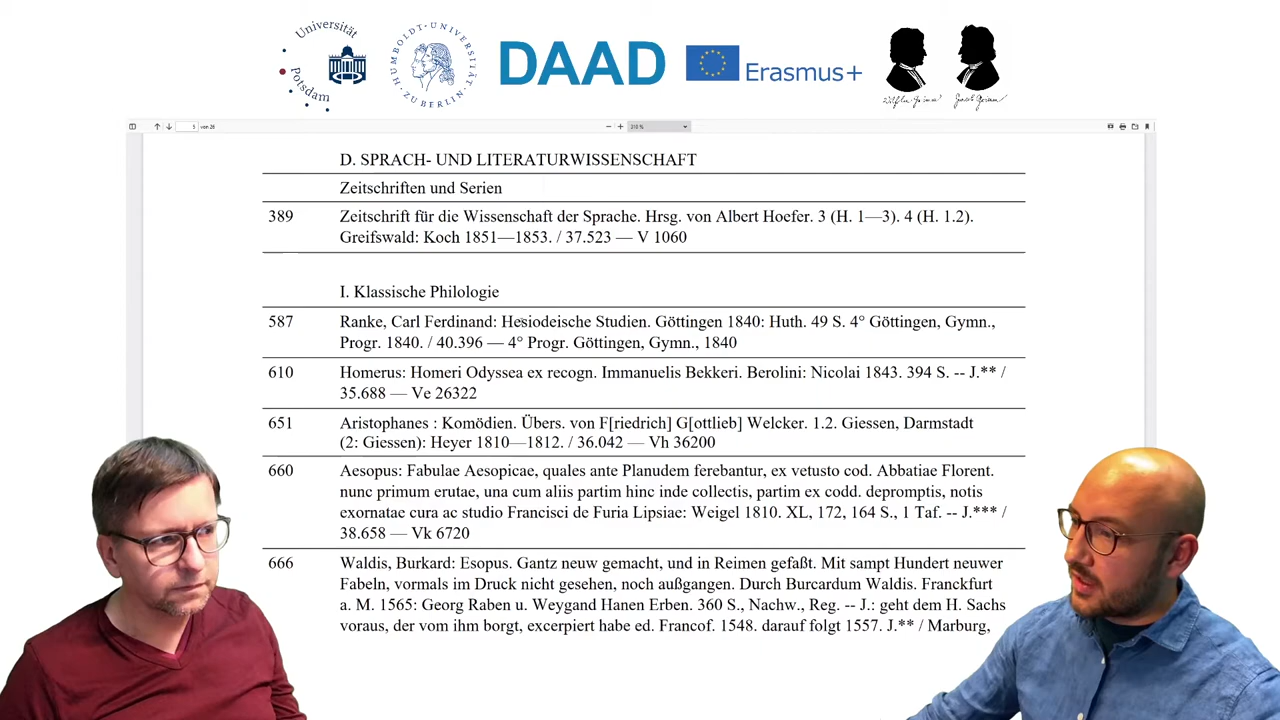 Universität
Potsdam
HUMBOLDT-UNIVERSITÄT
ZU BERLIN
DAAD
Erasmus+
Wilhelm Grimm
Jacob Grimm
5 von 26
310 %
D. SPRACH- UND LITERATURWISSENSCHAFT
Zeitschriften und Serien
389 Zeitschrift für die Wissenschaft der Sprache. Hrsg. von Albert Hoefer. 3 (H. 1—3). 4 (H. 1.2).
Greifswald: Koch 1851—1853. / 37.523 — V 1060
I. Klassische Philologie
587 Ranke, Carl Ferdinand: Hesiodeische Studien. Göttingen 1840: Huth. 49 S. 4° Göttingen, Gymn.,
Progr. 1840. / 40.396 — 4° Progr. Göttingen, Gymn., 1840
610 Homerus: Homeri Odyssea ex recogn. Immanuelis Bekkeri. Berolini: Nicolai 1843. 394 S. -- J.** /
35.688 — Ve 26322
651 Aristophanes : Komödien. Übers. von F[riedrich] G[ottlieb] Welcker. 1.2. Giessen, Darmstadt
(2: Giessen): Heyer 1810—1812. / 36.042 — Vh 36200
660 Aesopus: Fabulae Aesopicae, quales ante Planudem ferebantur, ex vetusto cod. Abbatiae Florent.
nunc primum erutae, una cum aliis partim hinc inde collectis, partim ex codd. depromptis, notis
exornatae cura ac studio Francisci de Furia Lipsiae: Weigel 1810. XL, 172, 164 S., 1 Taf. -- J.*** /
38.658 — Vk 6720
666 Waldis, Burkard: Esopus. Gantz neuw gemacht, und in Reimen gefaßt. Mit sampt Hundert neuwer
Fabeln, vormals im Druck nicht gesehen, noch außgangen. Durch Burcardum Waldis. Franckfurt
a. M. 1565: Georg Raben u. Weygand Hanen Erben. 360 S., Nachw., Reg. -- J.: geht dem H. Sachs
voraus, der vom ihm borgt, excerpiert habe ed. Francof. 1548. darauf folgt 1557. J.** / Marburg,